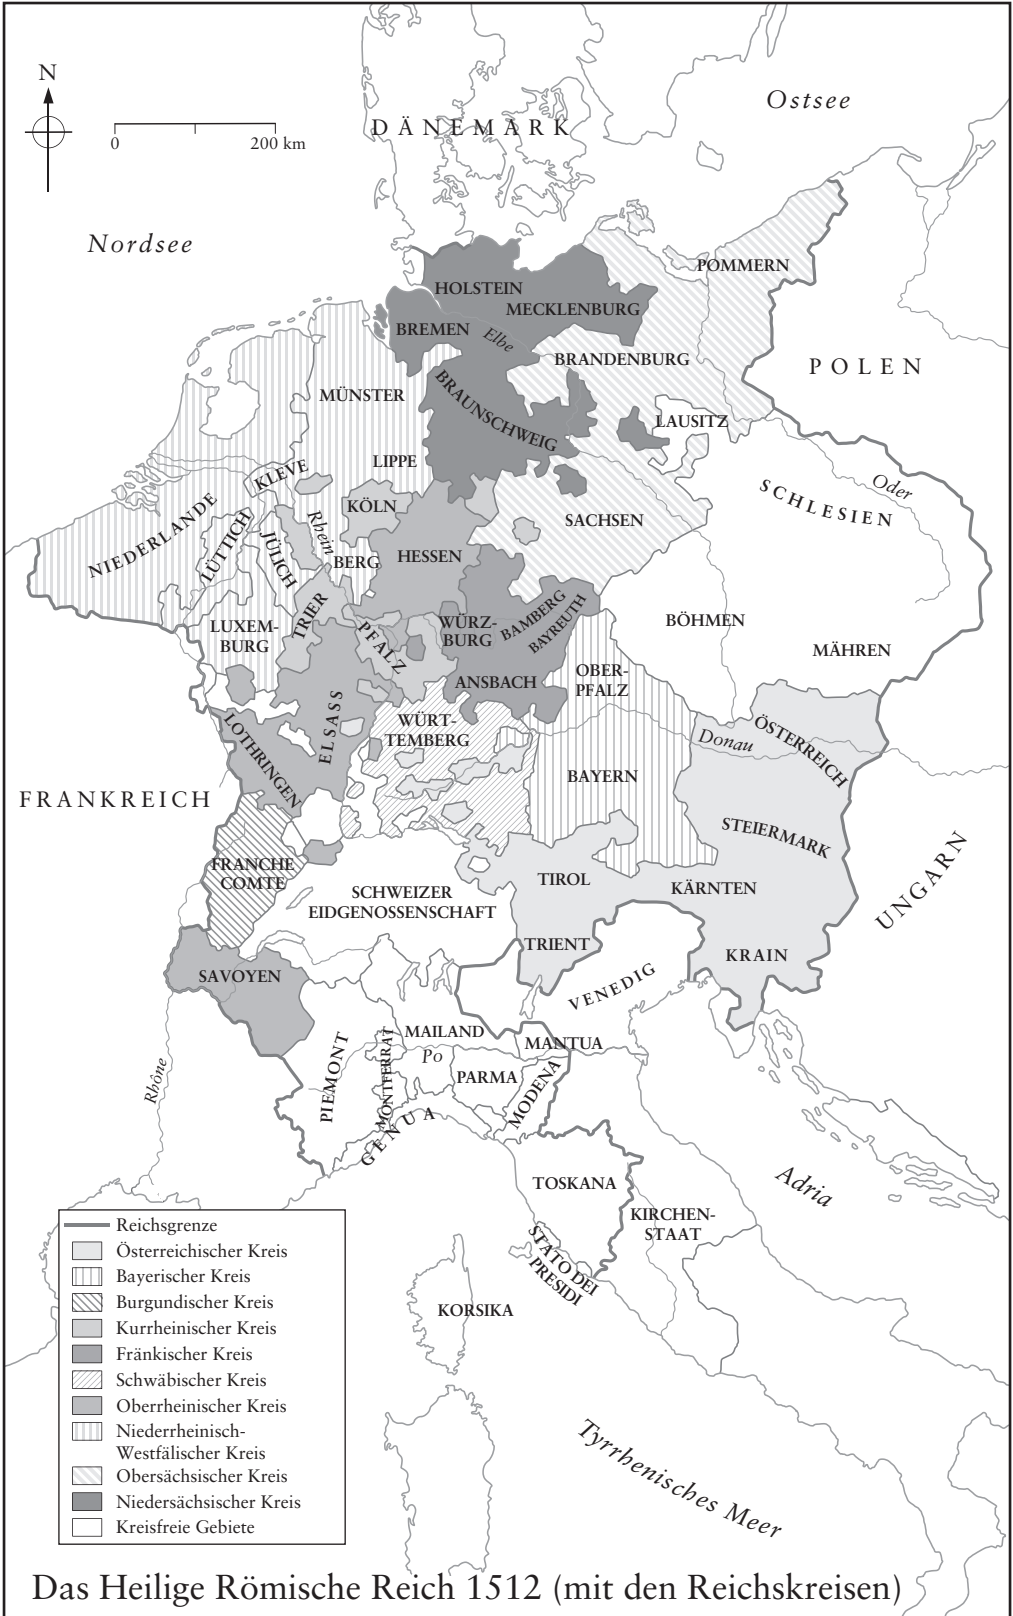 N
0
200 km
DÄNEMARK
Ostsee
Nordsee
POMMERN
HOLSTEIN
MECKLENBURG
BREMEN
Elbe
BRANDENBURG
POLEN
MÜNSTER
BRAUNSCHWEIG
LAUSITZ
LIPPE
KLEVE
Oder
SCHLESIEN
KÖLN
NIEDERLANDE
LÜTTICH
JÜLICH
Rhein
SACHSEN
BERG
HESSEN
LUXEM-
BURG
TRIER
PFALZ
WÜRZ-
BURG
BAMBERG
BAYREUTH
BÖHMEN
MÄHREN
OBER-
PFALZ
ANSBACH
LOTHRINGEN
ELSASS
WÜRT-
TEMBERG
Donau
ÖSTERREICH
FRANKREICH
BAYERN
STEIERMARK
UNGARN
FRANCHE
COMTE
SCHWEIZER
EIDGENOSSENSCHAFT
TIROL
KÄRNTEN
TRIENT
KRAIN
SAVOYEN
VENEDIG
MAILAND
MANTUA
Po
PIEMONT
MONTFERRAT
PARMA
MODENA
Rhône
GENUA
TOSKANA
Adria
KIRCHEN-
STAAT
STATO DEI
PRESIDI
KORSIKA
Tyrrhenisches Meer
Reichsgrenze
Österreichischer Kreis
Bayerischer Kreis
Burgundischer Kreis
Kurrheinischer Kreis
Fränkischer Kreis
Schwäbischer Kreis
Oberrheinischer Kreis
Niederrheinisch-
Westfälischer Kreis
Obersächsischer Kreis
Niedersächsischer Kreis
Kreisfreie Gebiete
Das Heilige Römische Reich 1512 (mit den Reichskreisen)